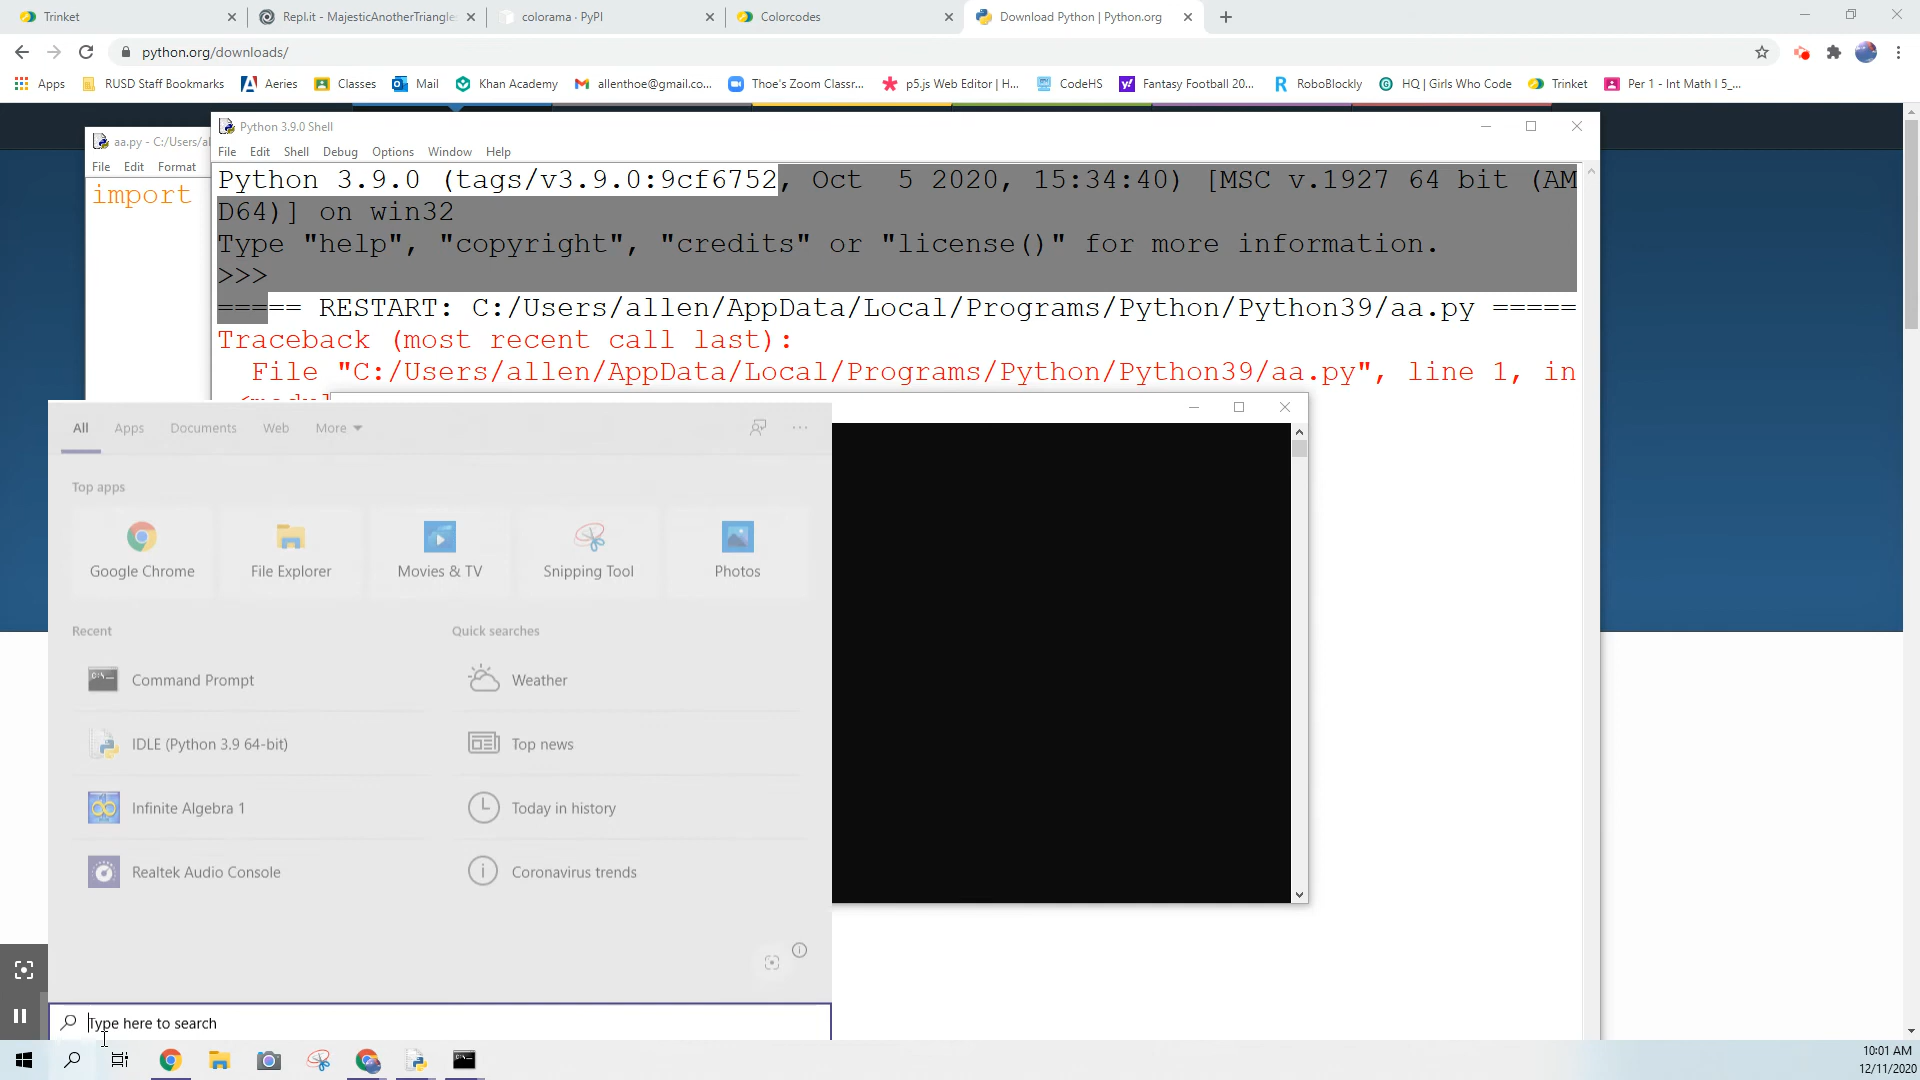 Trinket
Repl.it - MajesticAnotherTriangle
colorama · PyPI
Colorcodes
Download Python | Python.org
python.org/downloads/
Apps
RUSD Staff Bookmarks
Aeries
Classes
Mail
Khan Academy
allenthoe@gmail.co...
Thoe's Zoom Classr...
p5.js Web Editor | H...
CodeHS
Fantasy Football 20...
RoboBlockly
HQ | Girls Who Code
Trinket
Per 1 - Int Math I 5_...
aa.py - C:/Users/al
File Edit Format
import
Python 3.9.0 Shell
File Edit Shell Debug Options Window Help
Python 3.9.0 (tags/v3.9.0:9cf6752, Oct  5 2020, 15:34:40) [MSC v.1927 64 bit (AM
D64)] on win32
Type "help", "copyright", "credits" or "license()" for more information.
>>>
===== RESTART: C:/Users/allen/AppData/Local/Programs/Python/Python39/aa.py =====
Traceback (most recent call last):
  File "C:/Users/allen/AppData/Local/Programs/Python/Python39/aa.py", line 1, in
All Apps Documents Web More
Top apps
Google Chrome
File Explorer
Movies & TV
Snipping Tool
Photos
Recent
Command Prompt
IDLE (Python 3.9 64-bit)
Infinite Algebra 1
Realtek Audio Console
Quick searches
Weather
Top news
Today in history
Coronavirus trends
Type here to search
10:01 AM
12/11/2020